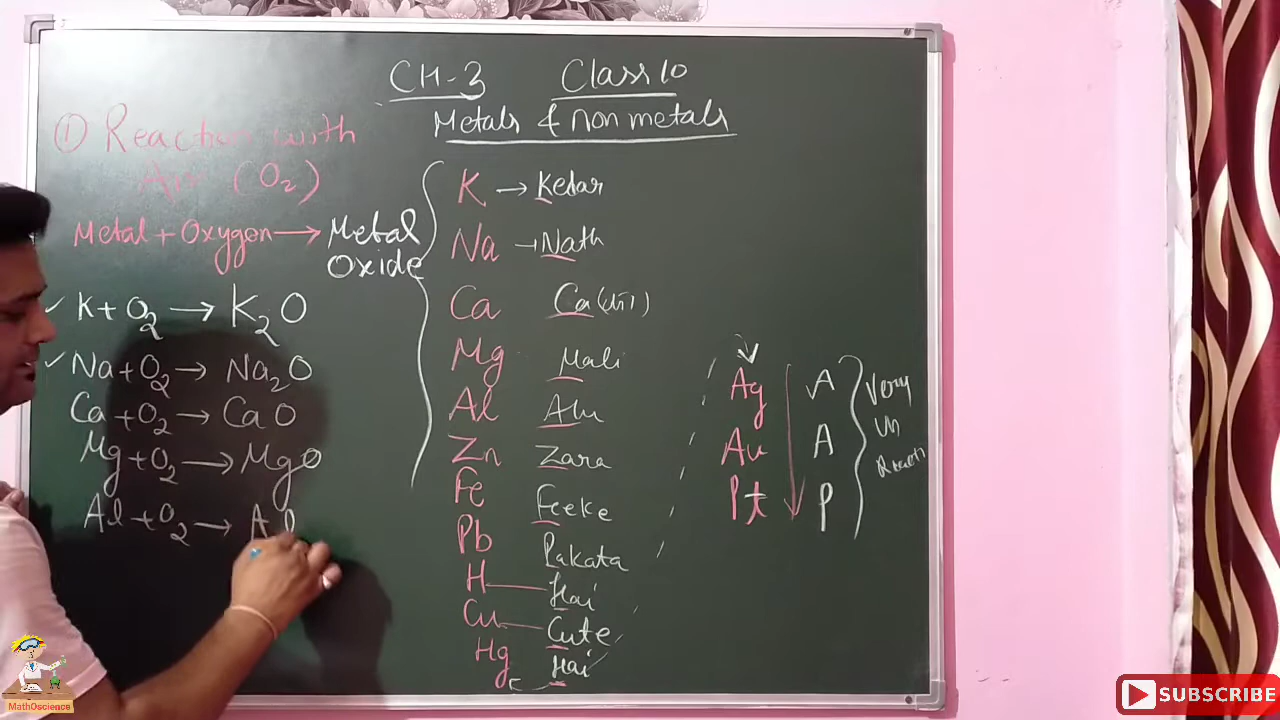 CH-3 Class 10
Metals & non metals
① Reaction with
Air (O₂)
Metal + Oxygen → Metal
Oxide
✓ K + O₂ → K₂O
✓ Na + O₂ → Na₂O
Ca + O₂ → CaO
Mg + O₂ → MgO
Al + O₂ → Al
K → Kedar
Na → Nath
Ca Ca
Mg Mali
Al Alu
Zn Zara
Fe Feeke
Pb Pakata
H — Hai
Cu — Cute
Hg Hai
Ag A
Au A
Pt P
Very
Un
React
MathOscience
SUBSCRIBE